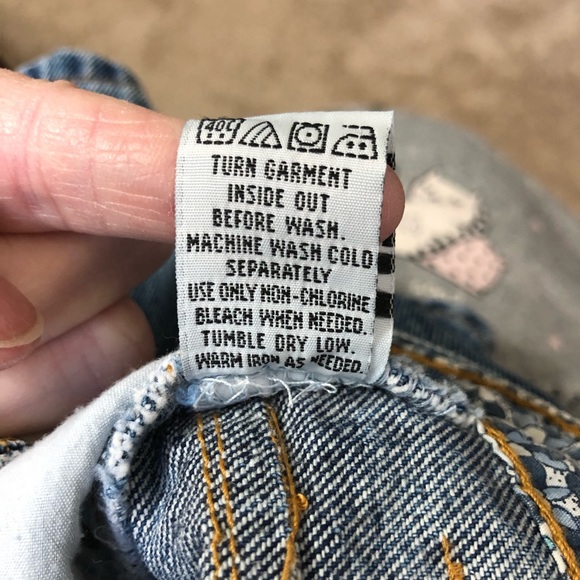 40C
TURN GARMENT
INSIDE OUT
BEFORE WASH.
MACHINE WASH COLD
SEPARATELY
USE ONLY NON-CHLORINE
BLEACH WHEN NEEDED.
TUMBLE DRY LOW.
WARM IRON AS NEEDED.